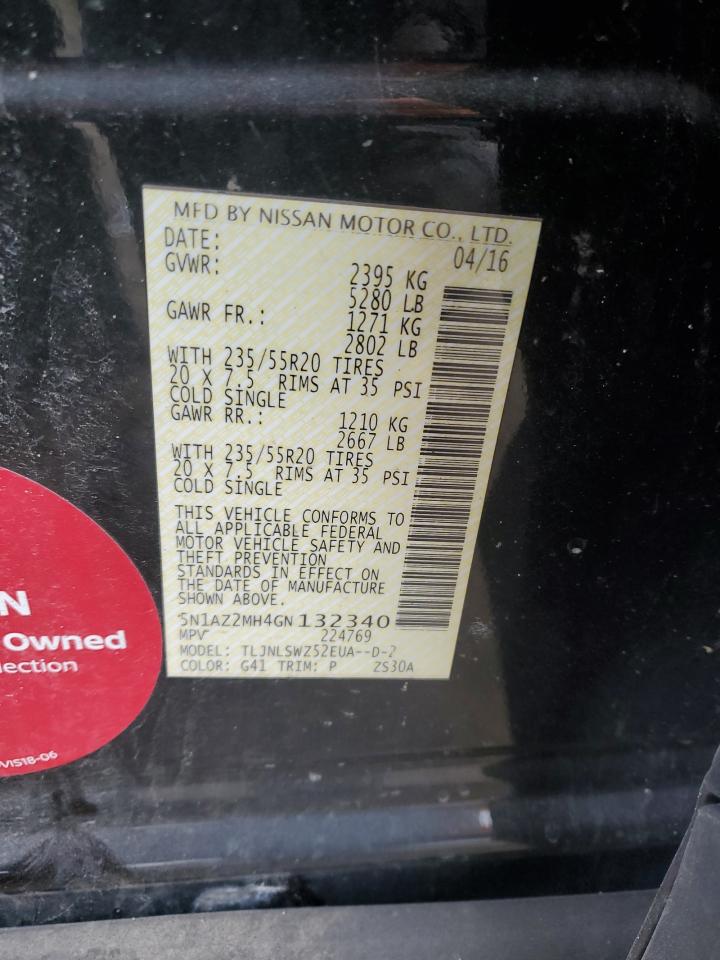 MFD BY NISSAN MOTOR CO., LTD.
DATE: 04/16
GVWR: 2395 KG
5280 LB
GAWR FR.: 1271 KG
2802 LB
WITH 235/55R20 TIRES
20 X 7.5 RIMS AT 35 PSI
COLD SINGLE
GAWR RR.: 1210 KG
2667 LB
WITH 235/55R20 TIRES
20 X 7.5 RIMS AT 35 PSI
COLD SINGLE
THIS VEHICLE CONFORMS TO
ALL APPLICABLE FEDERAL
MOTOR VEHICLE SAFETY AND
THEFT PREVENTION
STANDARDS IN EFFECT ON
THE DATE OF MANUFACTURE
SHOWN ABOVE.
5N1AZ2MH4GN132340
MPV 224769
MODEL: TLJNLSWZ52EUA--D-2
COLOR: G41 TRIM: P ZS30A
N
Owned
lection
VIS18-06